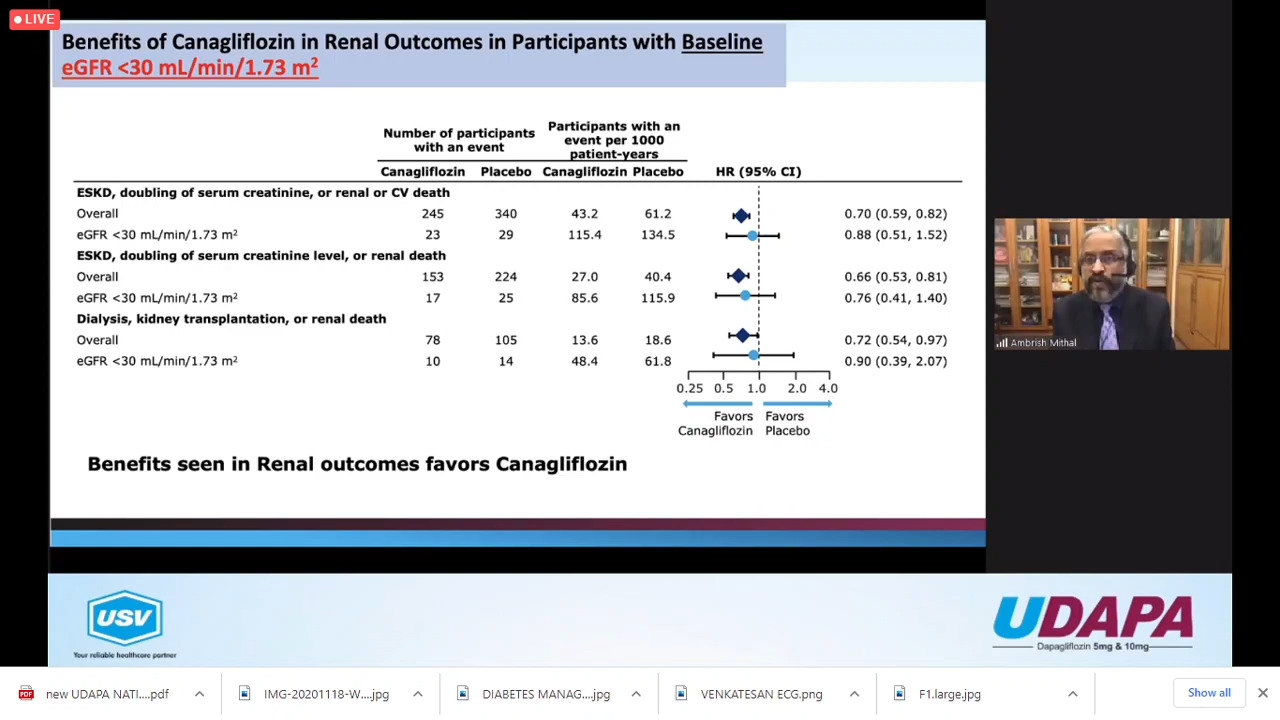 LIVE
Benefits of Canagliflozin in Renal Outcomes in Participants with Baseline
eGFR <30 mL/min/1.73 m²
Number of participants with an event
Participants with an event per 1000 patient-years
Canagliflozin Placebo Canagliflozin Placebo HR (95% CI)
ESKD, doubling of serum creatinine, or renal or CV death
Overall 245 340 43.2 61.2 0.70 (0.59, 0.82)
eGFR <30 mL/min/1.73 m² 23 29 115.4 134.5 0.88 (0.51, 1.52)
ESKD, doubling of serum creatinine level, or renal death
Overall 153 224 27.0 40.4 0.66 (0.53, 0.81)
eGFR <30 mL/min/1.73 m² 17 25 85.6 115.9 0.76 (0.41, 1.40)
Dialysis, kidney transplantation, or renal death
Overall 78 105 13.6 18.6 0.72 (0.54, 0.97)
eGFR <30 mL/min/1.73 m² 10 14 48.4 61.8 0.90 (0.39, 2.07)
0.25 0.5 1.0 2.0 4.0
Favors Canagliflozin
Favors Placebo
Benefits seen in Renal outcomes favors Canagliflozin
Ambrish Mithal
USV
Your reliable healthcare partner
UDAPA
Dapagliflozin 5mg & 10mg
PDF
new UDAPA NATI....pdf
IMG-20201118-W....jpg
DIABETES MANAG....jpg
VENKATESAN ECG.png
F1.large.jpg
Show all